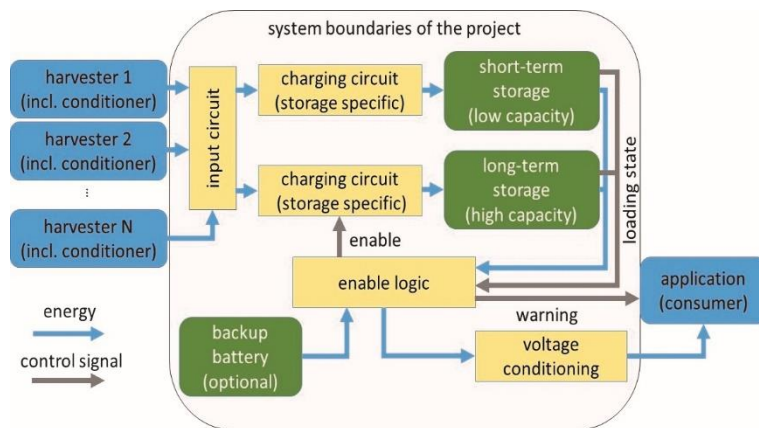 system boundaries of the project
harvester 1
(incl. conditioner)
harvester 2
(incl. conditioner)
...
harvester N
(incl. conditioner)
input circuit
charging circuit
(storage specific)
short-term
storage
(low capacity)
charging circuit
(storage specific)
long-term
storage
(high capacity)
loading state
enable
enable logic
application
(consumer)
warning
energy
control signal
backup
battery
(optional)
voltage
conditioning